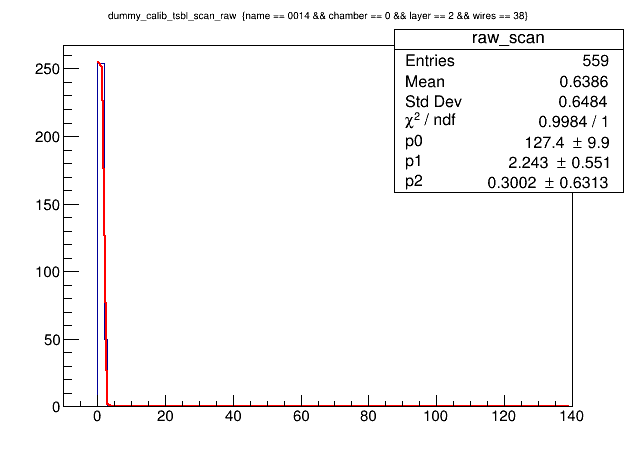 dummy_calib_tsbl_scan_raw {name == 0014 && chamber == 0 && layer == 2 && wires == 38}
raw_scan
Entries 559
Mean 0.6386
Std Dev 0.6484
χ² / ndf 0.9984 / 1
p0 127.4 ± 9.9
p1 2.243 ± 0.551
p2 0.3002 ± 0.6313
250
200
150
100
50
0
0 20 40 60 80 100 120 140